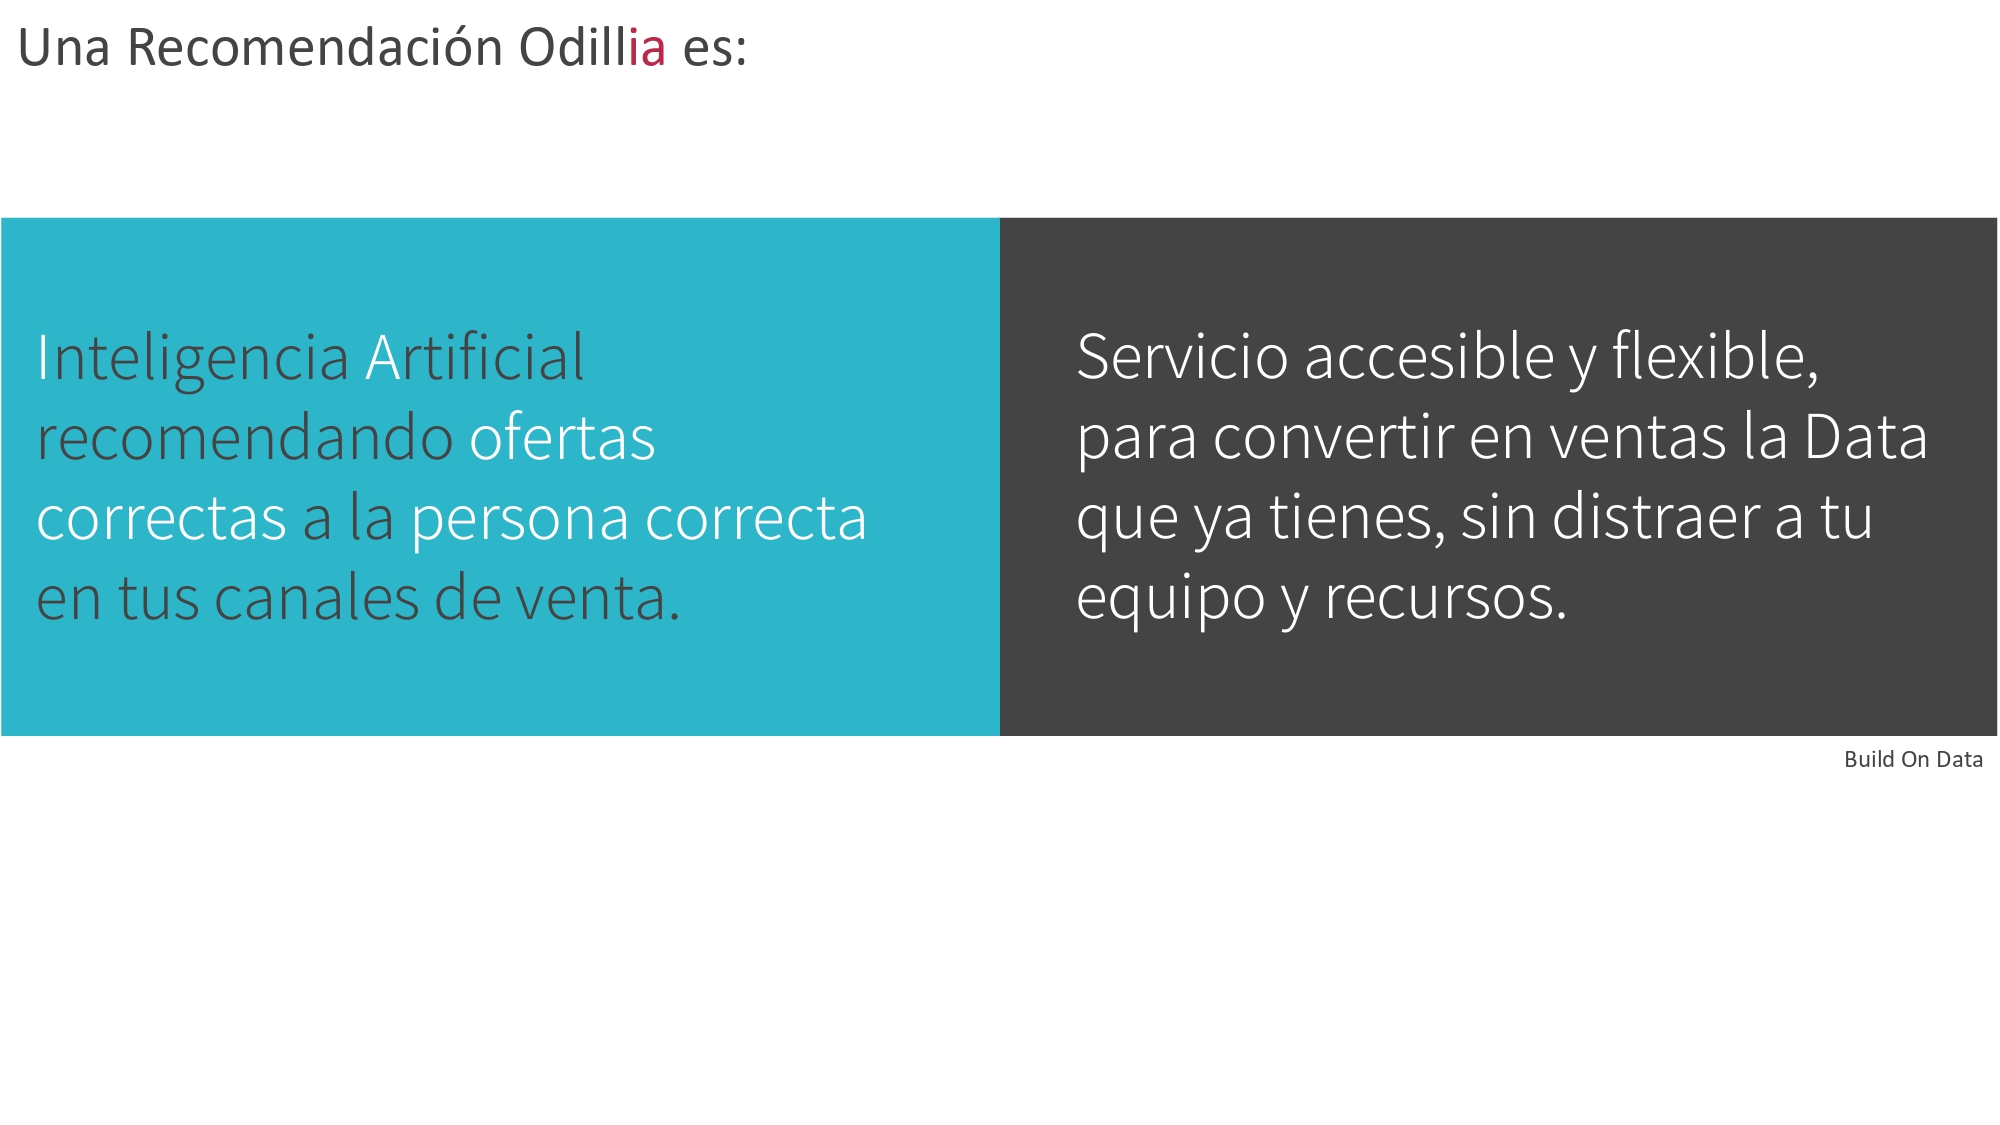 Una Recomendación Odillia es:
Inteligencia Artificial
recomendando ofertas
correctas a la persona correcta
en tus canales de venta.
Servicio accesible y flexible,
para convertir en ventas la Data
que ya tienes, sin distraer a tu
equipo y recursos.
Build On Data